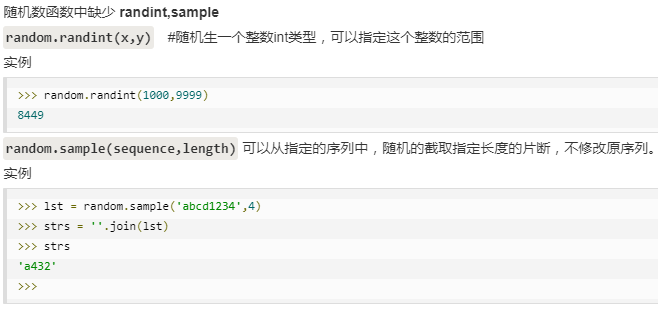 随机数函数中缺少 randint,sample
random.randint(x,y) #随机生一个整数int类型，可以指定这个整数的范围
实例
>>> random.randint(1000,9999)
8449
random.sample(sequence,length) 可以从指定的序列中，随机的截取指定长度的片断，不修改原序列。
实例
>>> lst = random.sample('abcd1234',4)
>>> strs = ''.join(lst)
>>> strs
'a432'
>>>